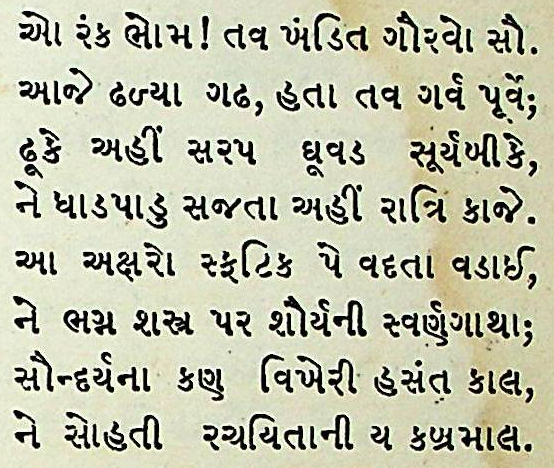 ઓ રંક ભોમ! તવ ખંડિત ગૌરવો સૌ.
આજે ઢળ્યા ગઢ, હતા તવ ગર્વ પૂર્વે;
ઢૂકે અહીં સરપ ઘૂવડ સૂર્યબીકે,
ને ધાડપાડુ સજતા અહીં રાત્રિ કાજે.
આ અક્ષરો સ્ફટિક પે વદતા વડાઈ,
ને ભગ્ન શસ્ત્ર પર શૌર્યની સ્વર્ણગાથા;
સૌન્દર્યના કણ વિખેરી હસંત કાલ,
ને સોહતી રચયિતાની ય કબ્રમાલ.